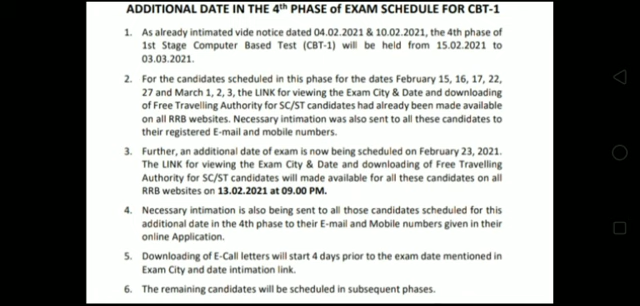 ADDITIONAL DATE IN THE 4th PHASE of EXAM SCHEDULE FOR CBT-1
1. As already intimated vide notice dated 04.02.2021 & 10.02.2021, the 4th phase of
1st Stage Computer Based Test (CBT-1) will be held from 15.02.2021 to
03.03.2021.
2. For the candidates scheduled in this phase for the dates February 15, 16, 17, 22,
27 and March 1, 2, 3, the LINK for viewing the Exam City & Date and downloading
of Free Travelling Authority for SC/ST candidates had already been made available
on all RRB websites. Necessary intimation was also sent to all these candidates to
their registered E-mail and mobile numbers.
3. Further, an additional date of exam is now being scheduled on February 23, 2021.
The LINK for viewing the Exam City & Date and downloading of Free Travelling
Authority for SC/ST candidates will made available for all these candidates on all
RRB websites on 13.02.2021 at 09.00 PM.
4. Necessary intimation is also being sent to all those candidates scheduled for this
additional date in the 4th phase to their E-mail and Mobile numbers given in their
online Application.
5. Downloading of E-Call letters will start 4 days prior to the exam date mentioned in
Exam City and date intimation link.
6. The remaining candidates will be scheduled in subsequent phases.